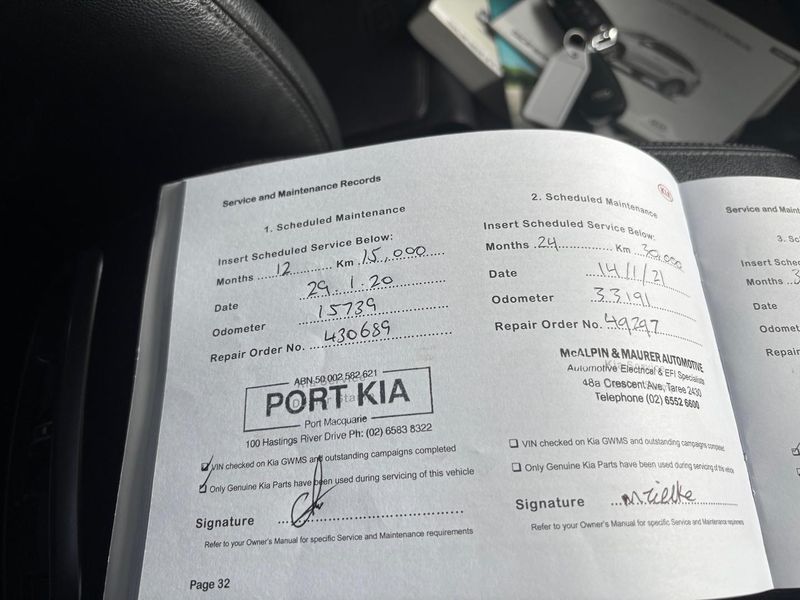 Service and Maintenance Records
1. Scheduled Maintenance
Insert Scheduled Service Below:
Months 12 Km 15,000
Date 29.1.20
Odometer 15739
Repair Order No. 430689
ABN 50 002 582 621
PORT KIA
Port Macquarie
100 Hastings River Drive Ph: (02) 6583 8322
VIN checked on Kia GWMS and outstanding campaigns completed
Only Genuine Kia Parts have been used during servicing of this vehicle
Signature
Refer to your Owner's Manual for specific Service and Maintenance requirements
Page 32
KIA
2. Scheduled Maintenance
Insert Scheduled Service Below:
Months 24 Km 30,000
Date 14/1/21
Odometer 33191
Repair Order No. 49297
McALPIN & MAURER AUTOMOTIVE
Automotive Electrical & EFI Specialists
48a Crescent Ave, Taree 2430
Telephone (02) 6552 6600
VIN checked on Kia GWMS and outstanding campaigns completed
Only Genuine Kia Parts have been used during servicing of this vehicle
Signature M Tielke
Refer to your Owner's Manual for specific Service and Maintenance requirements
Service and Maint
3. Sc
Insert Sched
Months
Date
Odomet
Repair